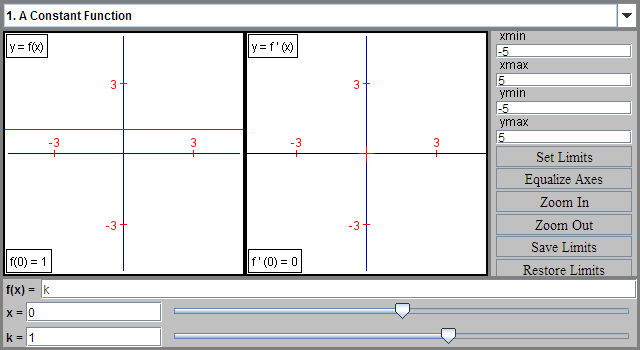 1. A Constant Function
y = f(x)
3
-3
3
-3
f(0) = 1
y = f ' (x)
3
-3
3
-3
f ' (0) = 0
xmin
-5
xmax
5
ymin
-5
ymax
5
Set Limits
Equalize Axes
Zoom In
Zoom Out
Save Limits
Restore Limits
f(x) = k
x = 0
k = 1